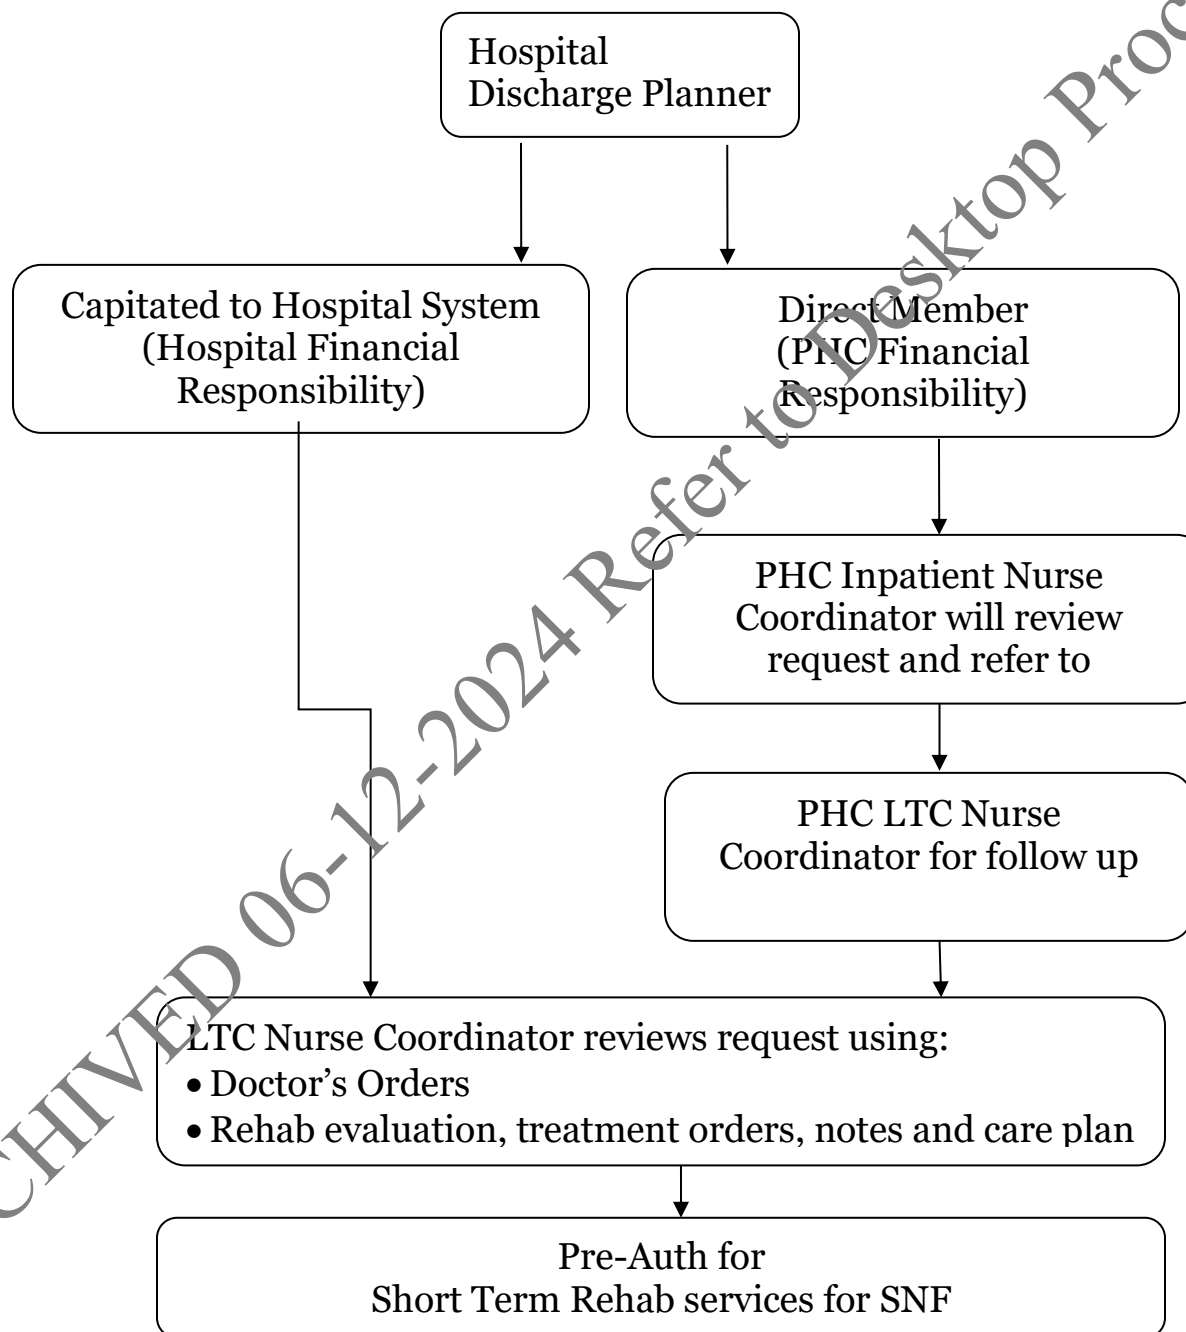 Hospital
Discharge Planner
Capitated to Hospital System
(Hospital Financial
Responsibility)
Direct Member
(PHC Financial
Responsibility)
PHC Inpatient Nurse
Coordinator will review
request and refer to
PHC LTC Nurse
Coordinator for follow up
LTC Nurse Coordinator reviews request using:
• Doctor’s Orders
• Rehab evaluation, treatment orders, notes and care plan
Pre-Auth for
Short Term Rehab services for SNF
CHIVED 06-12-2024 Refer to Desktop Proc